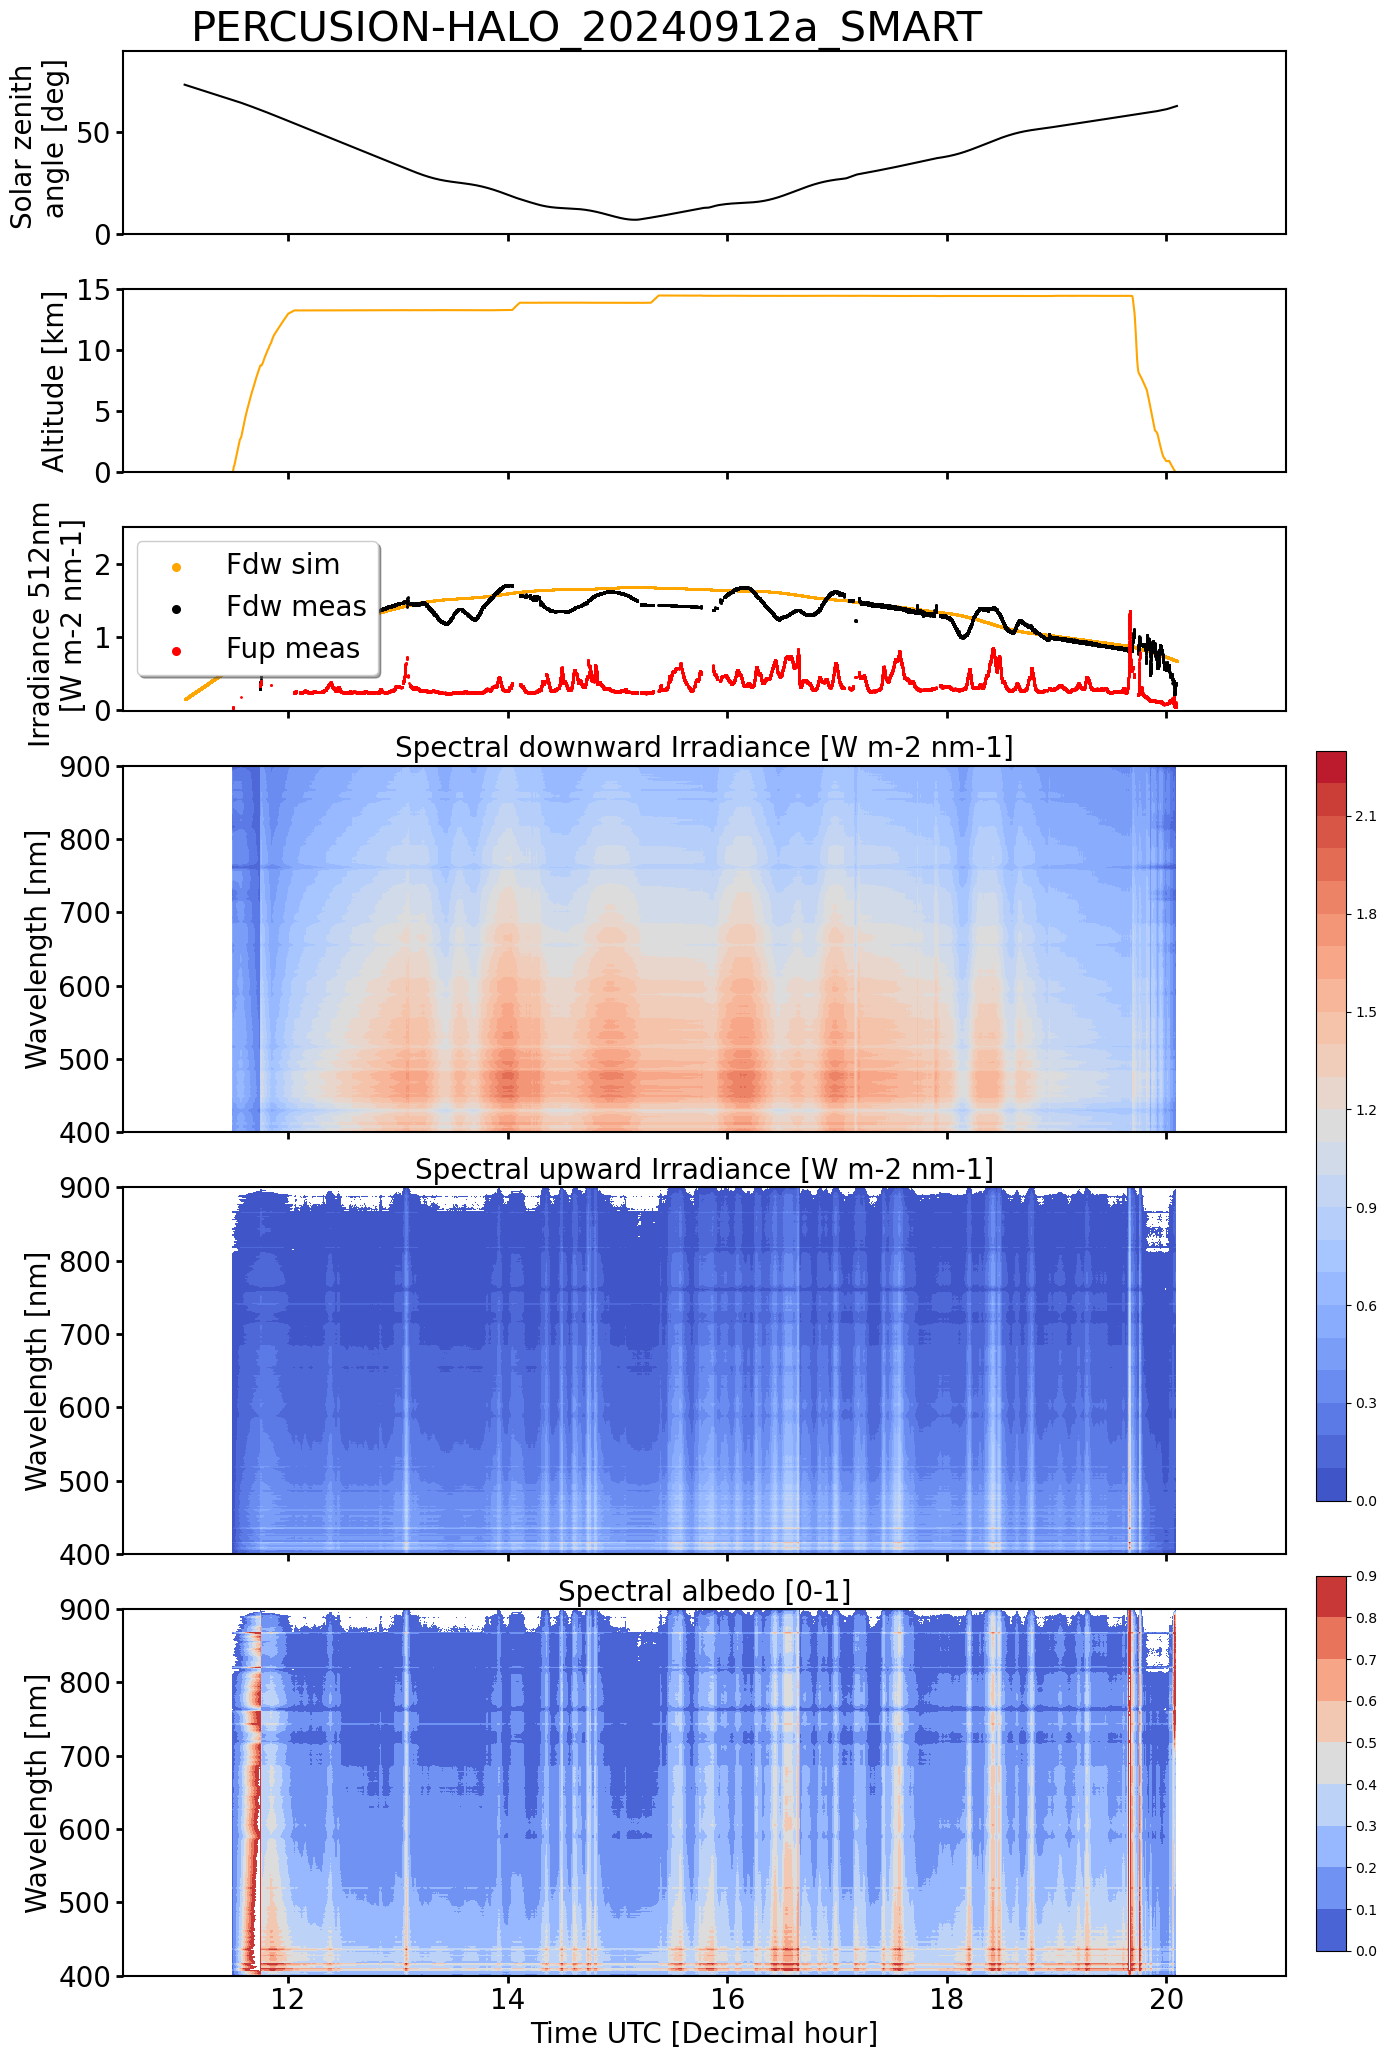 PERCUSION-HALO_20240912a_SMART
Solar zenith
angle [deg]
50
0
Altitude [km]
15
10
5
0
Irradiance 512nm
[W m-2 nm-1]
2
1
0
Fdw sim
Fdw meas
Fup meas
Spectral downward Irradiance [W m-2 nm-1]
Wavelength [nm]
900
800
700
600
500
400
2.1
1.8
1.5
1.2
0.9
0.6
0.3
0.0
Spectral upward Irradiance [W m-2 nm-1]
Wavelength [nm]
900
800
700
600
500
400
Spectral albedo [0-1]
Wavelength [nm]
900
800
700
600
500
400
0.9
0.8
0.7
0.6
0.5
0.4
0.3
0.2
0.1
0.0
12 14 16 18 20
Time UTC [Decimal hour]